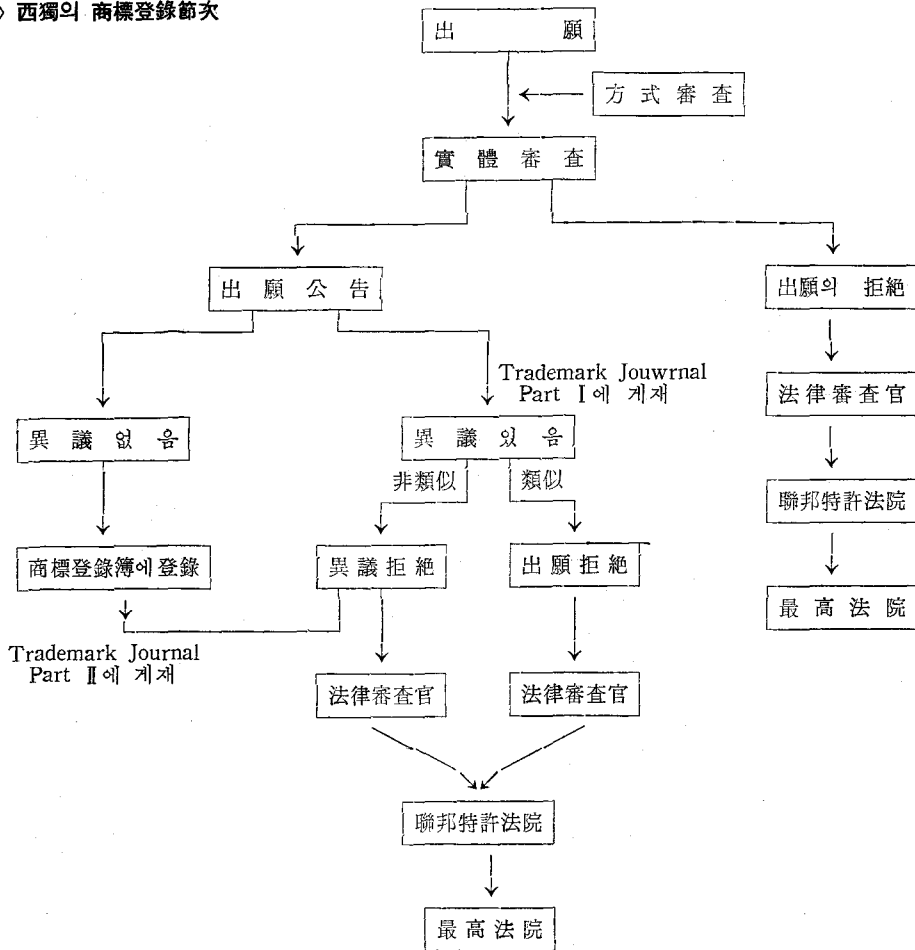 〉 西獨의 商標登錄節次
出 願
方 式 審 査
實 體 審 査
出 願 公 告
出願의 拒絶
Trademark Jouwrnal
Part Ⅰ에 게재
法律審査官
異 議 없 음
異 議 있 음
非類似
類似
聯邦特許法院
商標登錄簿에登錄
異議拒絶
出願拒絶
最 高 法 院
Trademark Journal
Part Ⅱ에 게재
法律審査官
法律審査官
聯邦特許法院
最 高 法 院